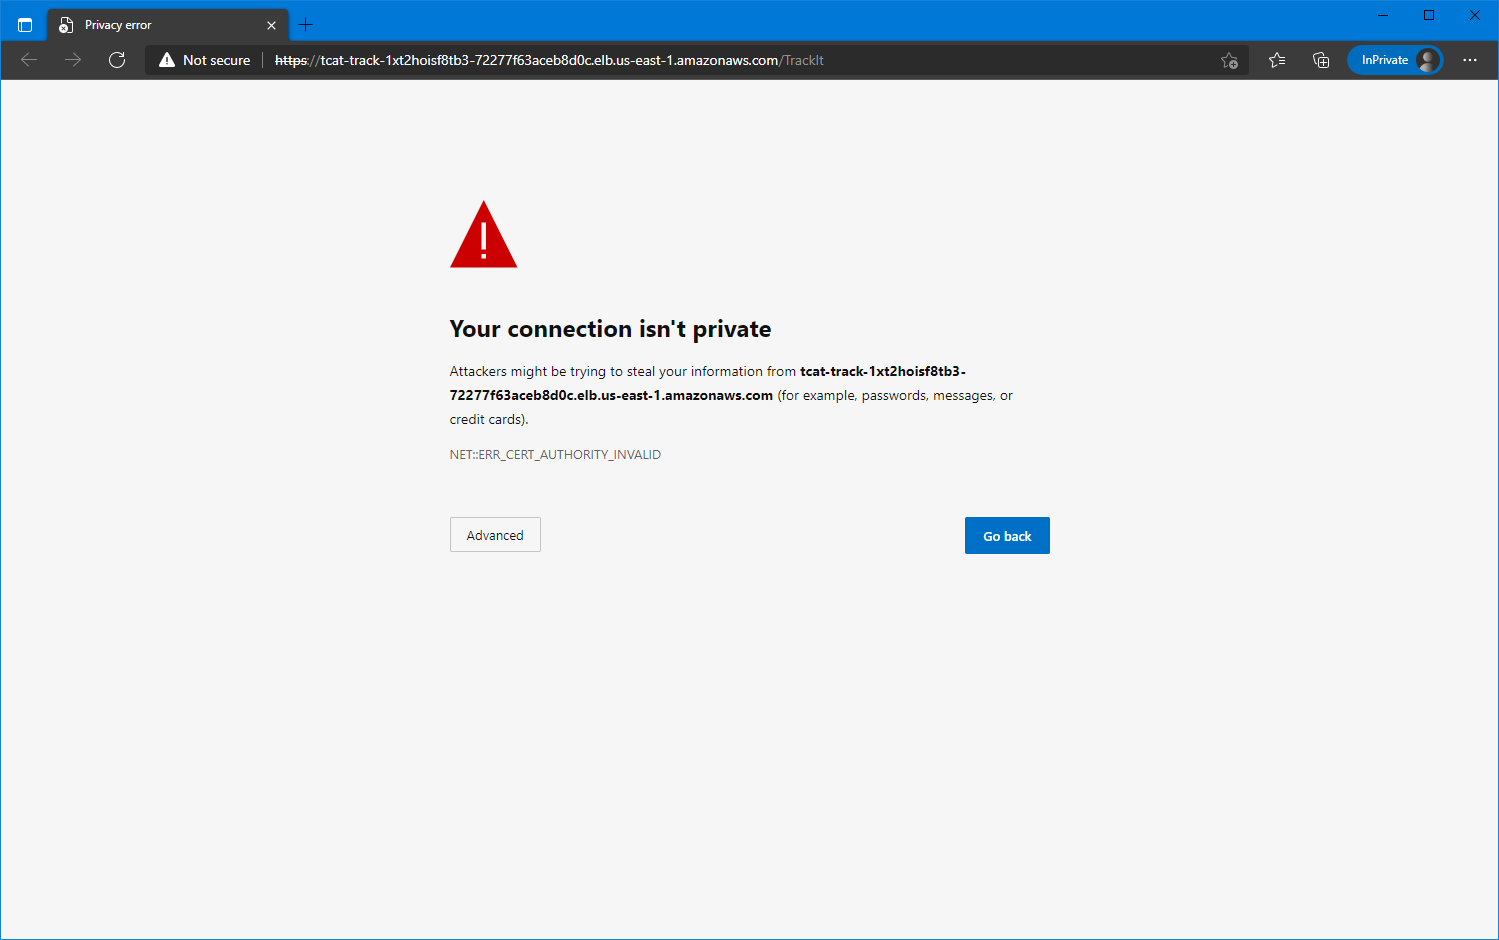 Privacy error
Not secure
https://tcat-track-1xt2hoisf8tb3-72277f63aceb8d0c.elb.us-east-1.amazonaws.com/TrackIt
InPrivate
Your connection isn't private
Attackers might be trying to steal your information from tcat-track-1xt2hoisf8tb3-
72277f63aceb8d0c.elb.us-east-1.amazonaws.com (for example, passwords, messages, or
credit cards).
NET::ERR_CERT_AUTHORITY_INVALID
Advanced
Go back